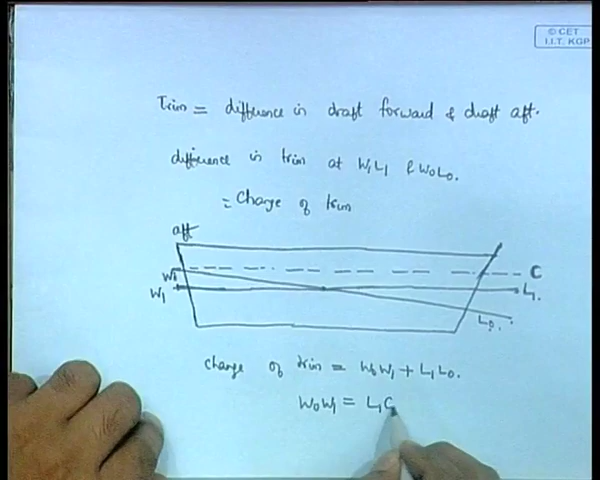 © CET
I.I.T. KGP
Trim = difference in draft forward & draft aft.
difference in trim at W₁L₁ & W₀L₀.
= Change of trim
aft
W₀ C
W₁ L₁.
L₀.
change of trim = W₀W₁ + L₁L₀.
W₀W₁ = L₁C